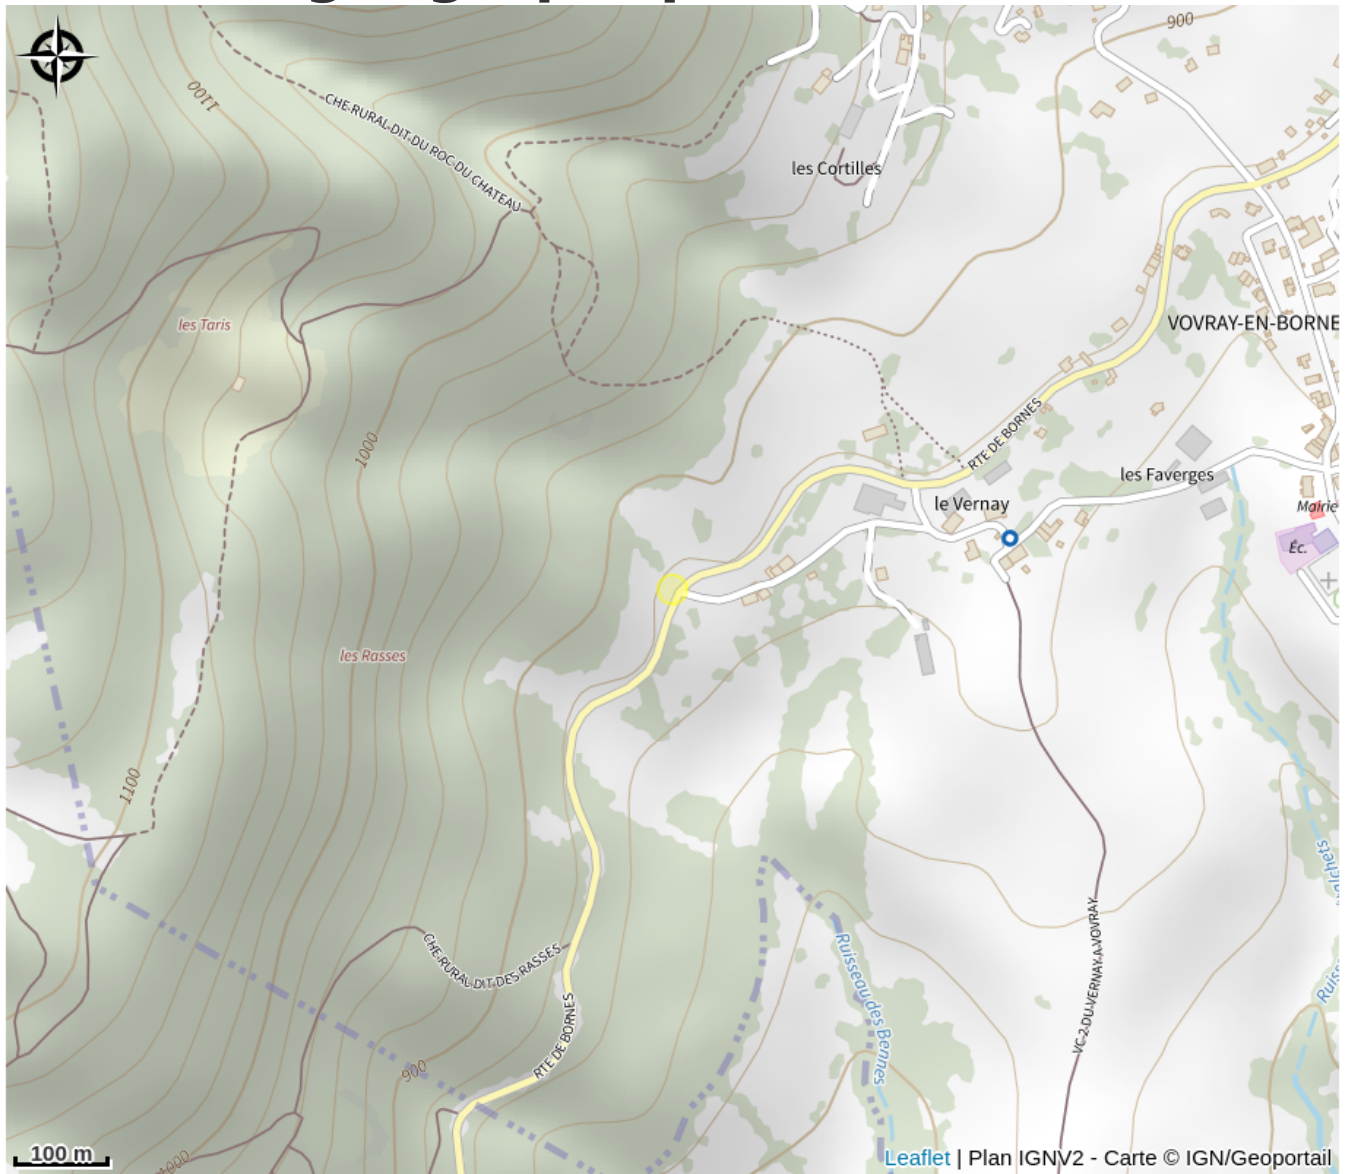 900
1100
CHE RURAL DIT DU ROC DU CHATEAU
les Cortilles
les Taris
VOVRAY-EN-BORNE
RTE DE BORNES
1000
les Faverges
le Vernay
Mairie
Éc.
les Rasses
1100
VC 2 DU VERNAY A VOVRAY
CHE RURAL DIT DES RASSES
Ruisseau des Bennes
Ruiss
RTE DE BORNES
900
1000
100 m
Leaflet | Plan IGNV2 - Carte © IGN/Geoportail